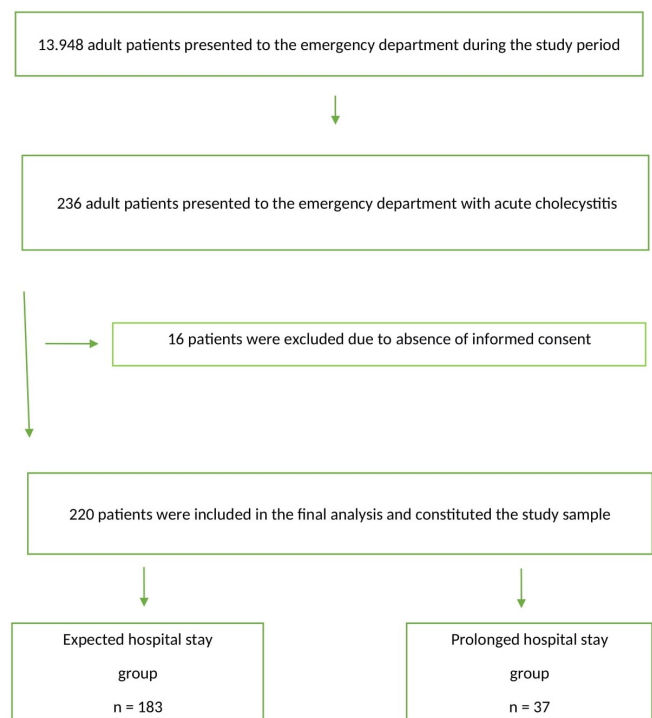 13.948 adult patients presented to the emergency department during the study period
236 adult patients presented to the emergency department with acute cholecystitis
16 patients were excluded due to absence of informed consent
220 patients were included in the final analysis and constituted the study sample
Expected hospital stay
group
n = 183
Prolonged hospital stay
group
n = 37